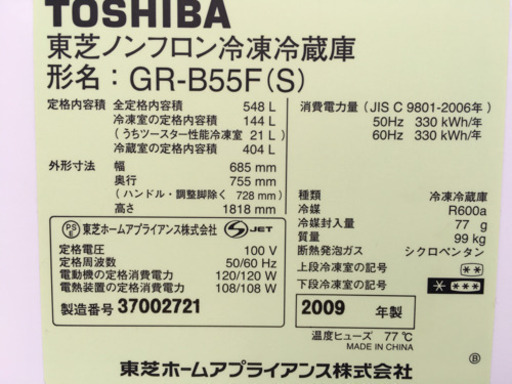 TOSHIBA
東芝ノンフロン冷凍冷蔵庫
形名：GR-B55F(S)
定格内容積 全定格内容積 548 L
冷凍室の定格内容積 144 L
(うちツースター性能冷凍室 21 L)
冷蔵室の定格内容積 404 L
外形寸法 幅 685 mm
奥行 755 mm
(ハンドル・調整脚除く 728 mm)
高さ 1818 mm
消費電力量 (JIS C 9801-2006年)
50Hz 330 kWh/年
60Hz 330 kWh/年
種類 冷凍冷蔵庫
冷媒 R600a
冷媒封入量 77 g
質量 99 kg
断熱発泡ガス シクロペンタン
上段冷凍室の記号 **
下段冷凍室の記号 * ***
PS E 東芝ホームアプライアンス株式会社 S JET
定格電圧 100 V
定格周波数 50/60 Hz
電動機の定格消費電力 120/120 W
電熱装置の定格消費電力 108/108 W
製造番号 37002721
2009 年製
温度ヒューズ 77℃
MADE IN CHINA
東芝ホームアプライアンス株式会社
Ⓑ